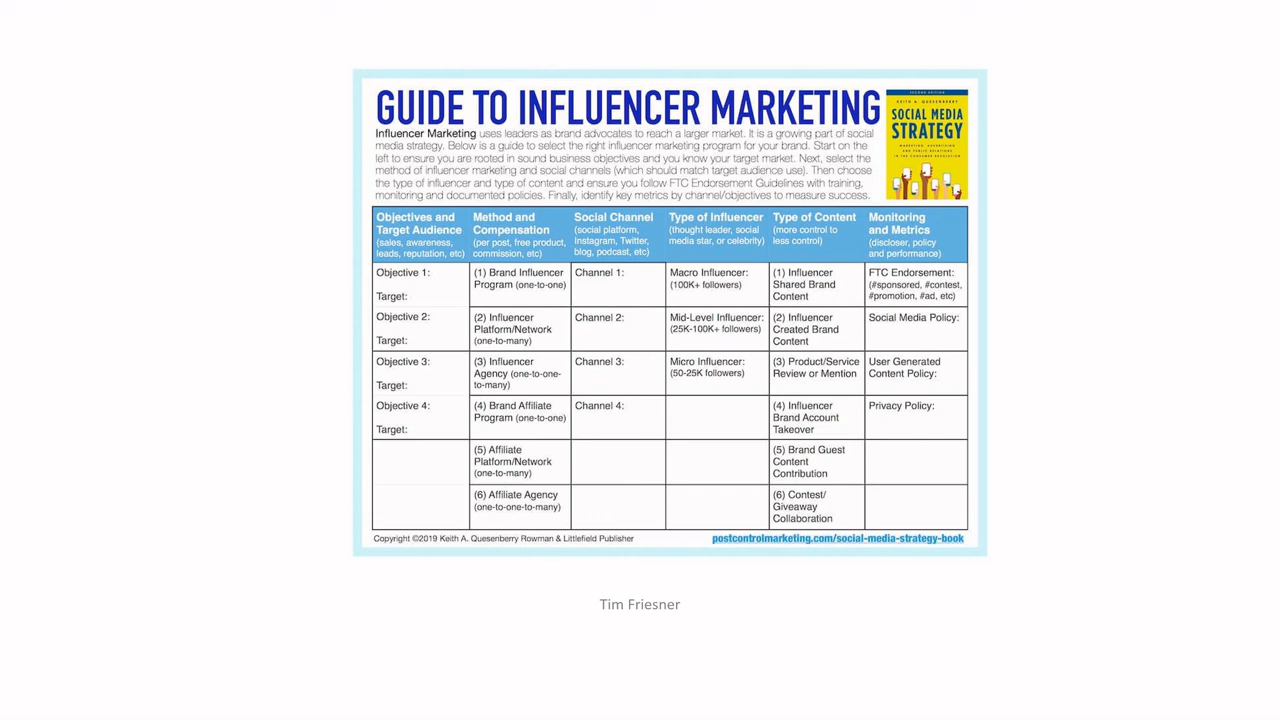 GUIDE TO INFLUENCER MARKETING
Influencer Marketing uses leaders as brand advocates to reach a larger market. It is a growing part of social
media strategy. Below is a guide to select the right influencer marketing program for your brand. Start on the
left to ensure you are rooted in sound business objectives and you know your target market. Next, select the
method of influencer marketing and social channels (which should match target audience use). Then choose
the type of influencer and type of content and ensure you follow FTC Endorsement Guidelines with training,
monitoring and documented policies. Finally, identify key metrics by channel/objectives to measure success.
SECOND EDITION
KEITH A. QUESENBERRY
SOCIAL MEDIA
STRATEGY
MARKETING, ADVERTISING
AND PUBLIC RELATIONS
IN THE CONSUMER REVOLUTION
Objectives and
Target Audience
(sales, awareness,
leads, reputation, etc)
Method and
Compensation
(per post, free product,
commission, etc)
Social Channel
(social platform,
Instagram, Twitter,
blog, podcast, etc)
Type of Influencer
(thought leader, social
media star, or celebrity)
Type of Content
(more control to
less control)
Monitoring
and Metrics
(discloser, policy
and performance)
Objective 1:
Target:
(1) Brand Influencer
Program (one-to-one)
Channel 1:
Macro Influencer:
(100K+ followers)
(1) Influencer
Shared Brand
Content
FTC Endorsement:
(#sponsored, #contest,
#promotion, #ad, etc)
Objective 2:
Target:
(2) Influencer
Platform/Network
(one-to-many)
Channel 2:
Mid-Level Influencer:
(25K-100K+ followers)
(2) Influencer
Created Brand
Content
Social Media Policy:
Objective 3:
Target:
(3) Influencer
Agency (one-to-one-
to-many)
Channel 3:
Micro Influencer:
(50-25K followers)
(3) Product/Service
Review or Mention
User Generated
Content Policy:
Objective 4:
Target:
(4) Brand Affiliate
Program (one-to-one)
Channel 4:
(4) Influencer
Brand Account
Takeover
Privacy Policy:
(5) Affiliate
Platform/Network
(one-to-many)
(5) Brand Guest
Content
Contribution
(6) Affiliate Agency
(one-to-one-to-many)
(6) Contest/
Giveaway
Collaboration
Copyright ©2019 Keith A. Quesenberry Rowman & Littlefield Publisher
postcontrolmarketing.com/social-media-strategy-book
Tim Friesner